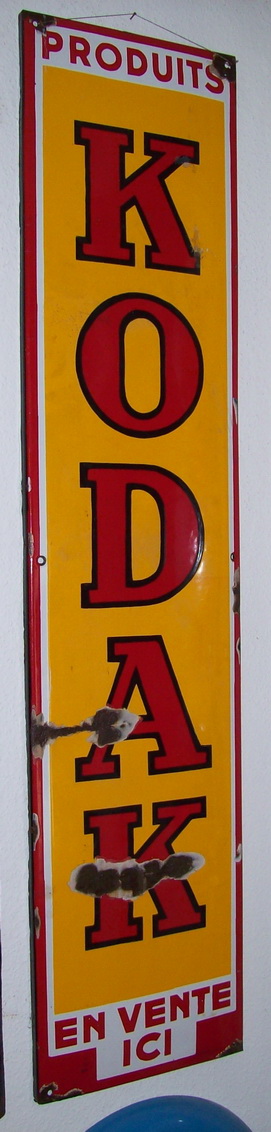 PRODUITS
KODAK
EN VENTE
ICI